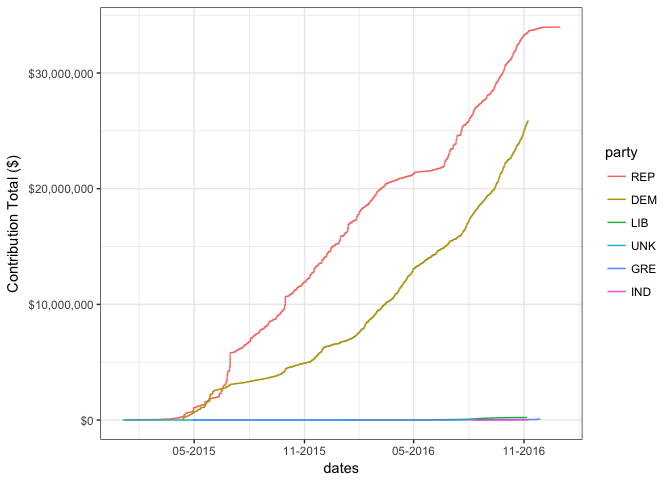 Contribution Total ($)
$30,000,000
$20,000,000
$10,000,000
$0
05-2015
11-2015
05-2016
11-2016
dates
party
REP
DEM
LIB
UNK
GRE
IND